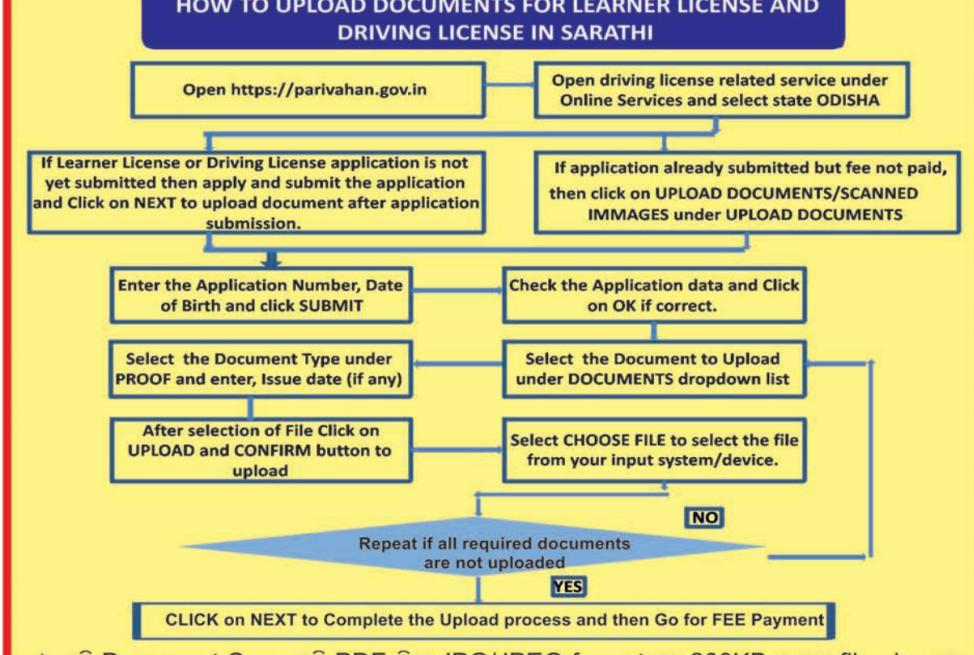 HOW TO UPLOAD DOCUMENTS FOR LEARNER LICENSE AND
DRIVING LICENSE IN SARATHI
Open https://parivahan.gov.in
Open driving license related service under
Online Services and select state ODISHA
If Learner License or Driving License application is not
yet submitted then apply and submit the application
and Click on NEXT to upload document after application
submission.
If application already submitted but fee not paid,
then click on UPLOAD DOCUMENTS/SCANNED
IMMAGES under UPLOAD DOCUMENTS
Enter the Application Number, Date
of Birth and click SUBMIT
Check the Application data and Click
on OK if correct.
Select the Document Type under
PROOF and enter, Issue date (if any)
Select the Document to Upload
under DOCUMENTS dropdown list
After selection of File Click on
UPLOAD and CONFIRM button to
upload
Select CHOOSE FILE to select the file
from your input system/device.
NO
Repeat if all required documents
are not uploaded
YES
CLICK on NEXT to Complete the Upload process and then Go for FEE Payment